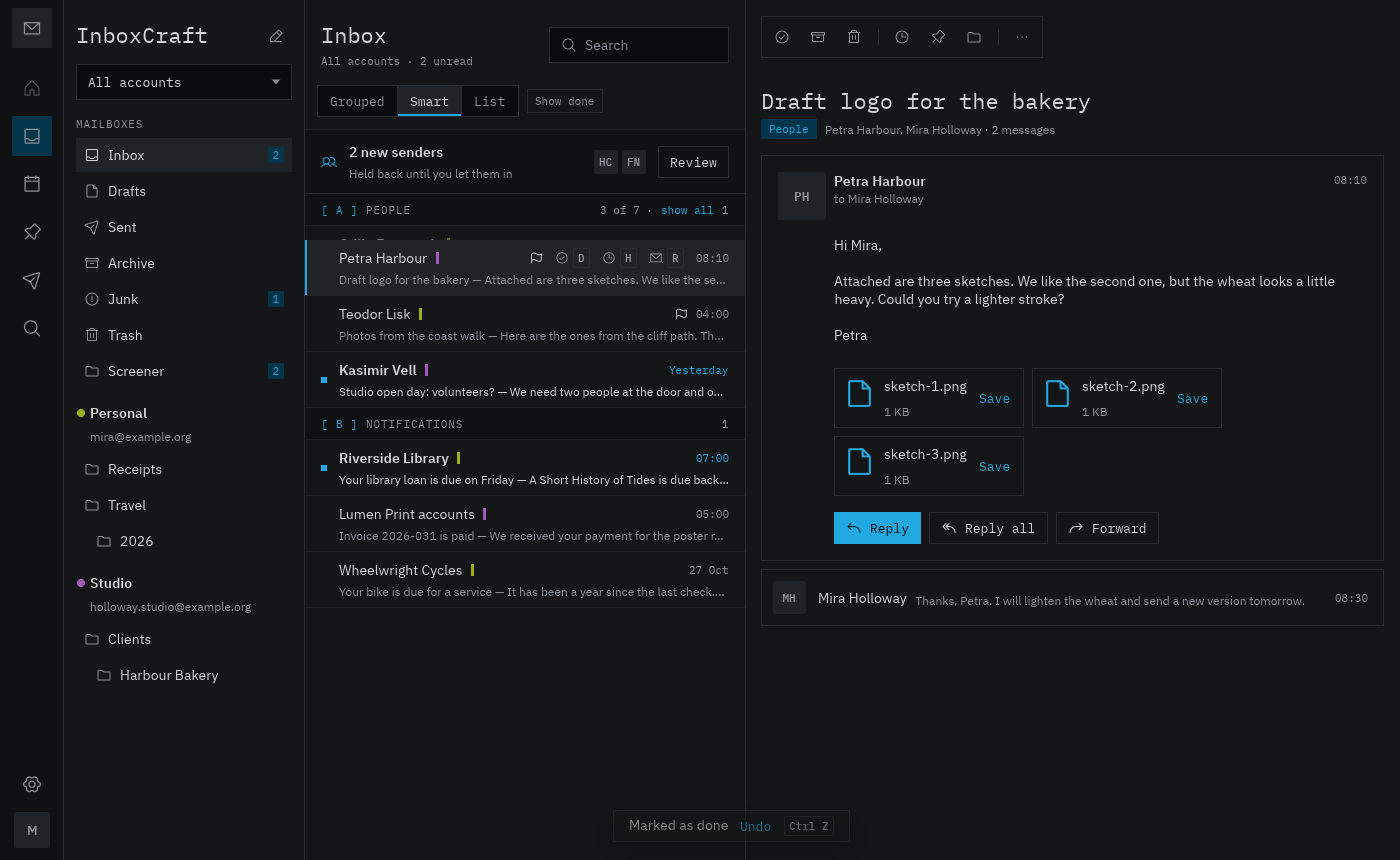 InboxCraft
All accounts
MAILBOXES
Inbox 2
Drafts
Sent
Archive
Junk 1
Trash
Screener 2
Personal
mira@example.org
Receipts
Travel
2026
Studio
holloway.studio@example.org
Clients
Harbour Bakery
M
Inbox
All accounts · 2 unread
Search
Grouped Smart List Show done
2 new senders
Held back until you let them in
HC FN Review
[ A ] PEOPLE 3 of 7 · show all 1
Petra Harbour D H R 08:10
Draft logo for the bakery — Attached are three sketches. We like the se…
Teodor Lisk 04:00
Photos from the coast walk — Here are the ones from the cliff path. Th…
Kasimir Vell Yesterday
Studio open day: volunteers? — We need two people at the door and o…
[ B ] NOTIFICATIONS 1
Riverside Library 07:00
Your library loan is due on Friday — A Short History of Tides is due back…
Lumen Print accounts 05:00
Invoice 2026-031 is paid — We received your payment for the poster r…
Wheelwright Cycles 27 Oct
Your bike is due for a service — It has been a year since the last check.…
Draft logo for the bakery
People Petra Harbour, Mira Holloway · 2 messages
PH
Petra Harbour 08:10
to Mira Holloway
Hi Mira,
Attached are three sketches. We like the second one, but the wheat looks a little
heavy. Could you try a lighter stroke?
Petra
sketch-1.png
1 KB
Save
sketch-2.png
1 KB
Save
sketch-3.png
1 KB
Save
Reply Reply all Forward
MH Mira Holloway Thanks, Petra. I will lighten the wheat and send a new version tomorrow. 08:30
Marked as done Undo Ctrl Z